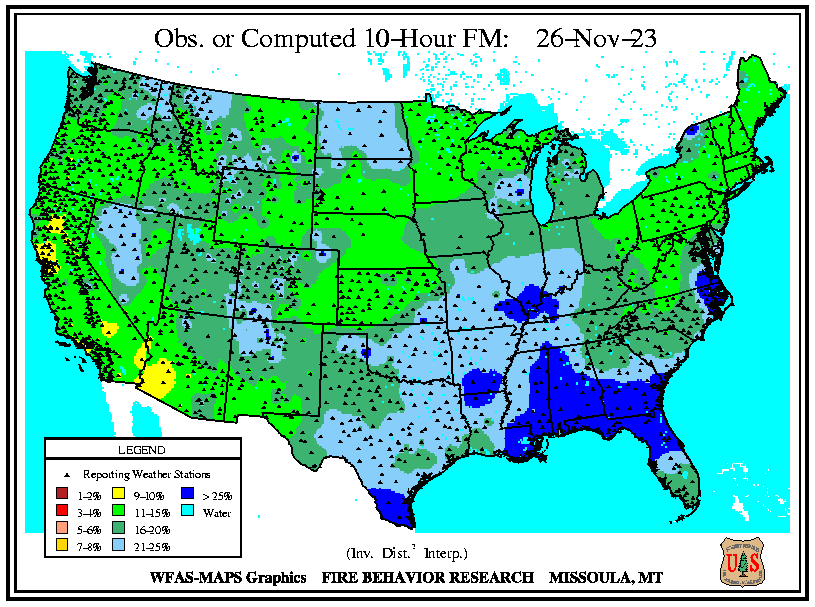 Obs. or Computed 10-Hour FM: 26-Nov-23
LEGEND
Reporting Weather Stations
1-2% 9-10% > 25%
3-4% 11-15% Water
5-6% 16-20%
7-8% 21-25%
(Inv. Dist.² Interp.)
WFAS-MAPS Graphics FIRE BEHAVIOR RESEARCH MISSOULA, MT
U S